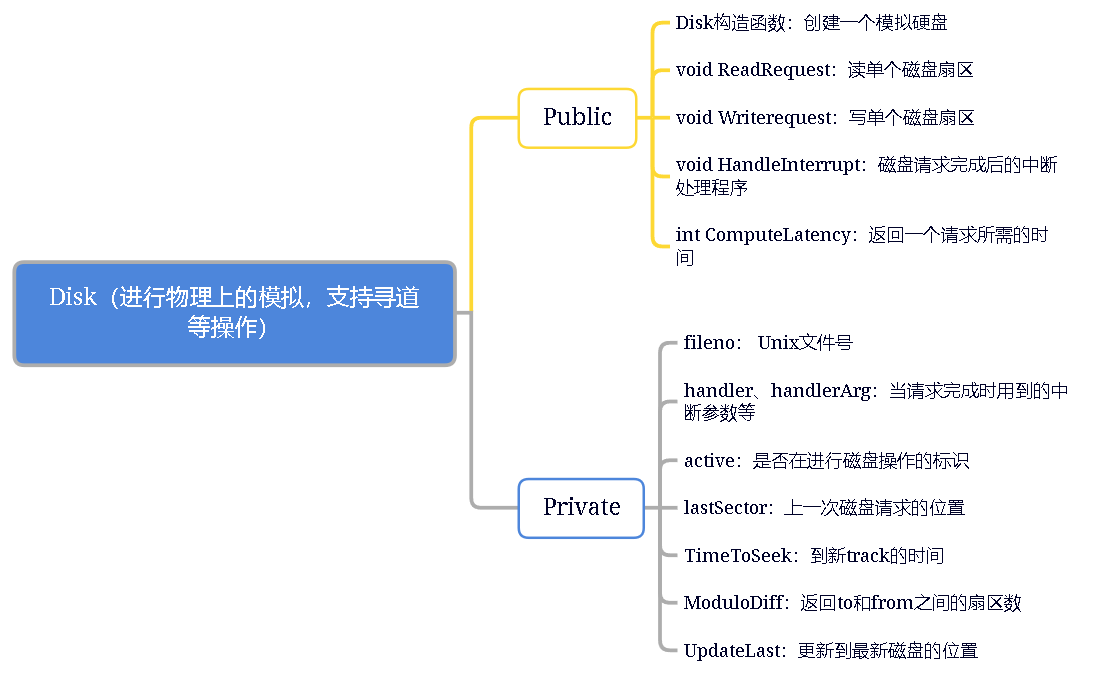 Disk（进行物理上的模拟，支持寻道
等操作）
Public
Disk构造函数：创建一个模拟硬盘
void ReadRequest：读单个磁盘扇区
void Writerequest：写单个磁盘扇区
void HandleInterrupt：磁盘请求完成后的中断
处理程序
int ComputeLatency：返回一个请求所需的时
间
Private
fileno： Unix文件号
handler、handlerArg：当请求完成时用到的中
断参数等
active：是否在进行磁盘操作的标识
lastSector：上一次磁盘请求的位置
TimeToSeek：到新track的时间
ModuloDiff：返回to和from之间的扇区数
UpdateLast：更新到最新磁盘的位置